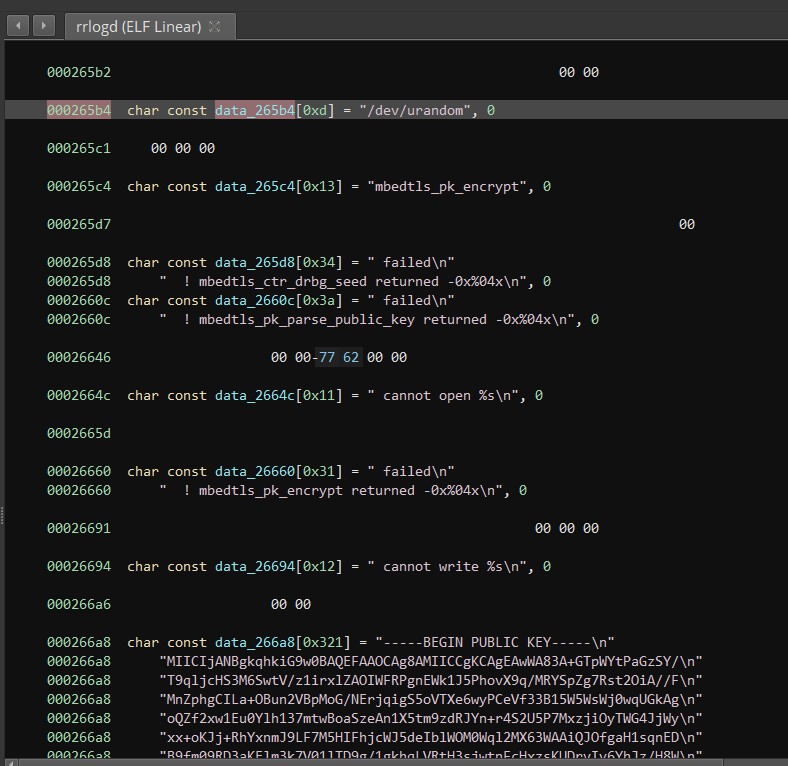 rrlogd (ELF Linear)
000265b2 00 00
000265b4 char const data_265b4[0xd] = "/dev/urandom", 0
000265c1 00 00 00
000265c4 char const data_265c4[0x13] = "mbedtls_pk_encrypt", 0
000265d7 00
000265d8 char const data_265d8[0x34] = " failed\n"
000265d8 "  ! mbedtls_ctr_drbg_seed returned -0x%04x\n", 0
0002660c char const data_2660c[0x3a] = " failed\n"
0002660c "  ! mbedtls_pk_parse_public_key returned -0x%04x\n", 0
00026646 00 00-77 62 00 00
0002664c char const data_2664c[0x11] = " cannot open %s\n", 0
0002665d
00026660 char const data_26660[0x31] = " failed\n"
00026660 "  ! mbedtls_pk_encrypt returned -0x%04x\n", 0
00026691 00 00 00
00026694 char const data_26694[0x12] = " cannot write %s\n", 0
000266a6 00 00
000266a8 char const data_266a8[0x321] = "-----BEGIN PUBLIC KEY-----\n"
000266a8 "MIICIjANBgkqhkiG9w0BAQEFAAOCAg8AMIICCgKCAgEAwWA83A+GTpWYtPaGzSY/\n"
000266a8 "T9qljcHS3M6SwtV/z1irxlZAOIWFRPgnEWk1J5PhovX9q/MRYSpZg7Rst2OiA//F\n"
000266a8 "MnZphgCILa+OBun2VBpMoG/NErjqigS5oVTXe6wyPCeVf33B15W5WsWj0wqUGkAg\n"
000266a8 "oQZf2xw1Eu0Ylh137mtwBoaSzeAn1X5tm9zdRJYn+r4S2U5P7MxzjiOyTWG4JjWy\n"
000266a8 "xx+oKJj+RhYxnmJ9LF7M5HIFhjcWJ5deIblWOM0Wql2MX63WAAiQJOfgaH1sqnED\n"
000266a8